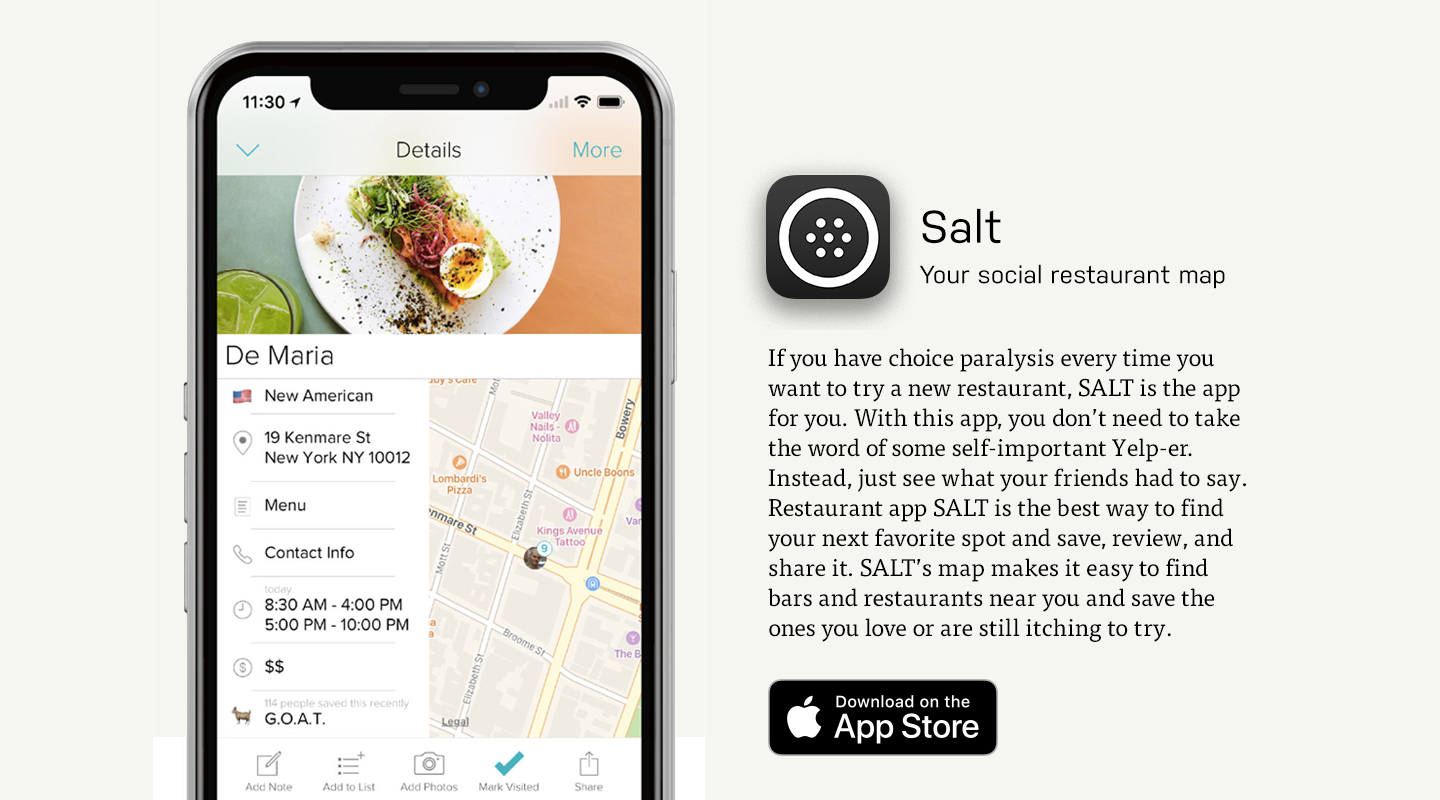 11:30
Details
More
De Maria
New American
19 Kenmare St
New York NY 10012
Menu
Contact Info
today
8:30 AM - 4:00 PM
5:00 PM - 10:00 PM
$$
114 people saved this recently
G.O.A.T.
Mot
Valley
Nails -
Nolita
Bowery
Lombardi's
Pizza
Uncle Boons
Elizabeth St
enmare St
Kings Avenue
Tattoo
9
Mott St
Broome St
Elizabeth St
The B
Legal
Add Note
Add to List
Add Photos
Mark Visited
Share
Salt
Your social restaurant map
If you have choice paralysis every time you
want to try a new restaurant, SALT is the app
for you. With this app, you don’t need to take
the word of some self-important Yelp-er.
Instead, just see what your friends had to say.
Restaurant app SALT is the best way to find
your next favorite spot and save, review, and
share it. SALT’s map makes it easy to find
bars and restaurants near you and save the
ones you love or are still itching to try.
Download on the
App Store